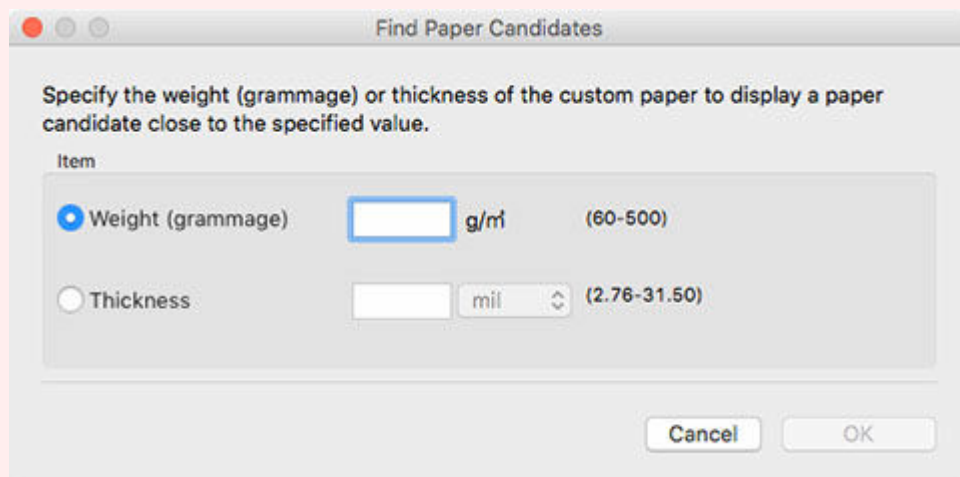 Find Paper Candidates
Specify the weight (grammage) or thickness of the custom paper to display a paper
candidate close to the specified value.
Item
Weight (grammage) g/㎡ (60-500)
Thickness mil (2.76-31.50)
Cancel OK